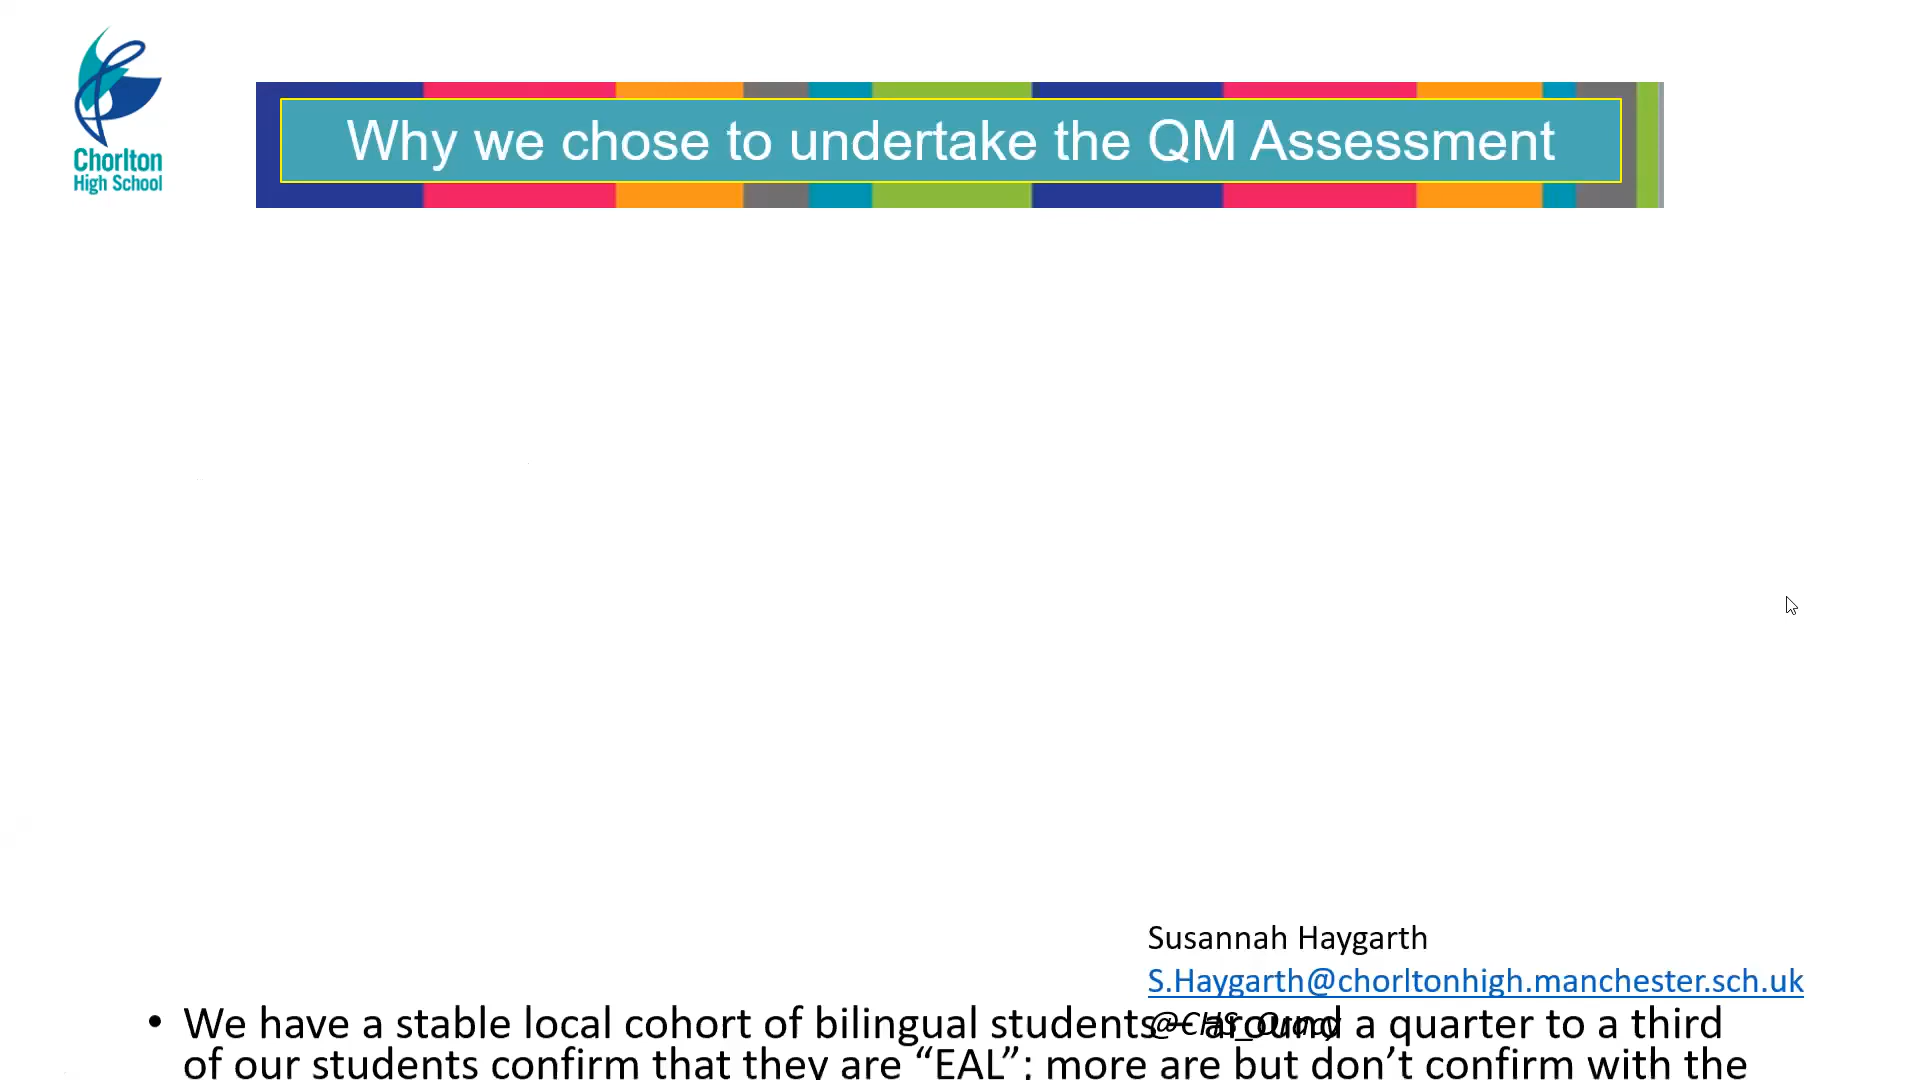 Chorlton
High School
Why we chose to undertake the QM Assessment
Susannah Haygarth
S.Haygarth@chorltonhigh.manchester.sch.uk
@CHS_Oracy
• We have a stable local cohort of bilingual students – around a quarter to a third
of our students confirm that they are “EAL”; more are but don’t confirm with the